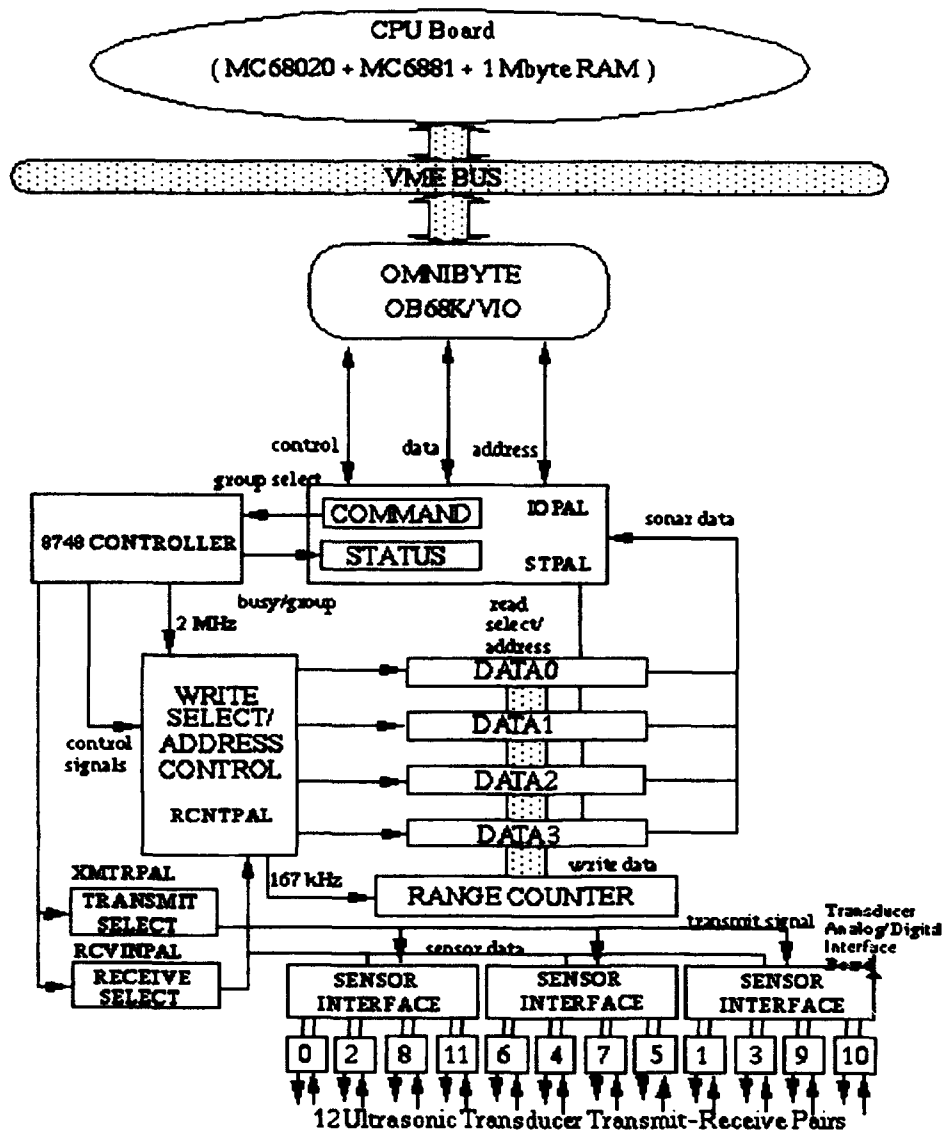 CPU Board
( MC68020 + MC6881 + 1 Mbyte RAM )
VME BUS
OMNIBYTE
OB68K/VIO
control
data
address
group select
COMMAND
IOPAL
8748 CONTROLLER
STATUS
STPAL
sonar data
busy/group
2 MHz
read
select/
address
WRITE
SELECT/
ADDRESS
CONTROL
RCNTPAL
DATA0
DATA1
DATA2
DATA3
control
signals
write data
167 kHz
RANGE COUNTER
XMTRPAL
TRANSMIT
SELECT
RCVINPAL
RECEIVE
SELECT
transmit signal
sensor data
Transducer
Analog/Digital
Interface
Board
SENSOR
INTERFACE
SENSOR
INTERFACE
SENSOR
INTERFACE
0 2 8 11 6 4 7 5 1 3 9 10
12 Ultrasonic Transducer Transmit-Receive Pairs